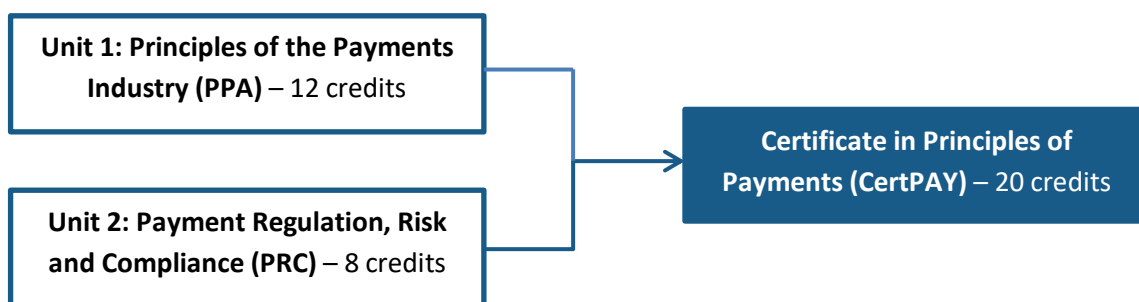 Unit 1: Principles of the Payments
Industry (PPA) – 12 credits
Certificate in Principles of
Payments (CertPAY) – 20 credits
Unit 2: Payment Regulation, Risk
and Compliance (PRC) – 8 credits